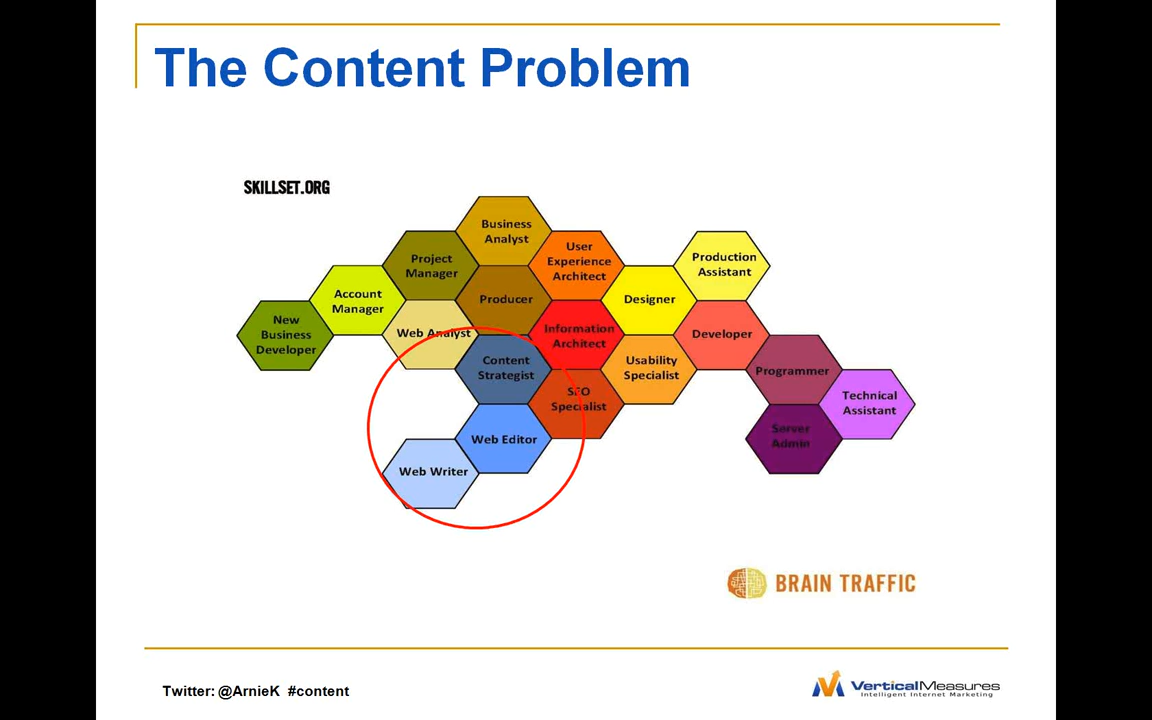 The Content Problem
SKILLSET.ORG
Business
Analyst
Project
Manager
User
Experience
Architect
Production
Assistant
Account
Manager
Producer
Designer
New
Business
Developer
Web Analyst
Information
Architect
Developer
Content
Strategist
Usability
Specialist
Programmer
SEO
Specialist
Technical
Assistant
Web Editor
Server
Admin
Web Writer
BRAIN TRAFFIC
Twitter: @ArnieK #content
VerticalMeasures
Intelligent Internet Marketing